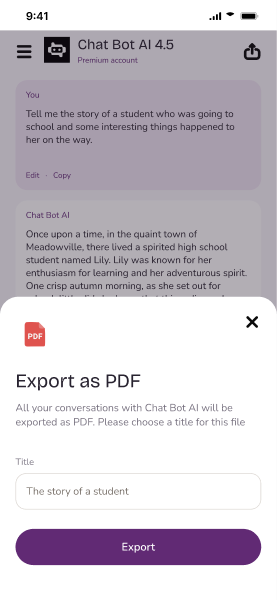 9:41
Chat Bot AI 4.5
Premium account
You
Tell me the story of a student who was going to
school and some interesting things happened to
her on the way.
Edit · Copy
Chat Bot AI
Once upon a time, in the quaint town of
Meadowville, there lived a spirited high school
student named Lily. Lily was known for her
enthusiasm for learning and her adventurous spirit.
One crisp autumn morning, as she set out for
PDF
Export as PDF
All your conversations with Chat Bot AI will be
exported as PDF. Please choose a title for this file
Title
The story of a student
Export